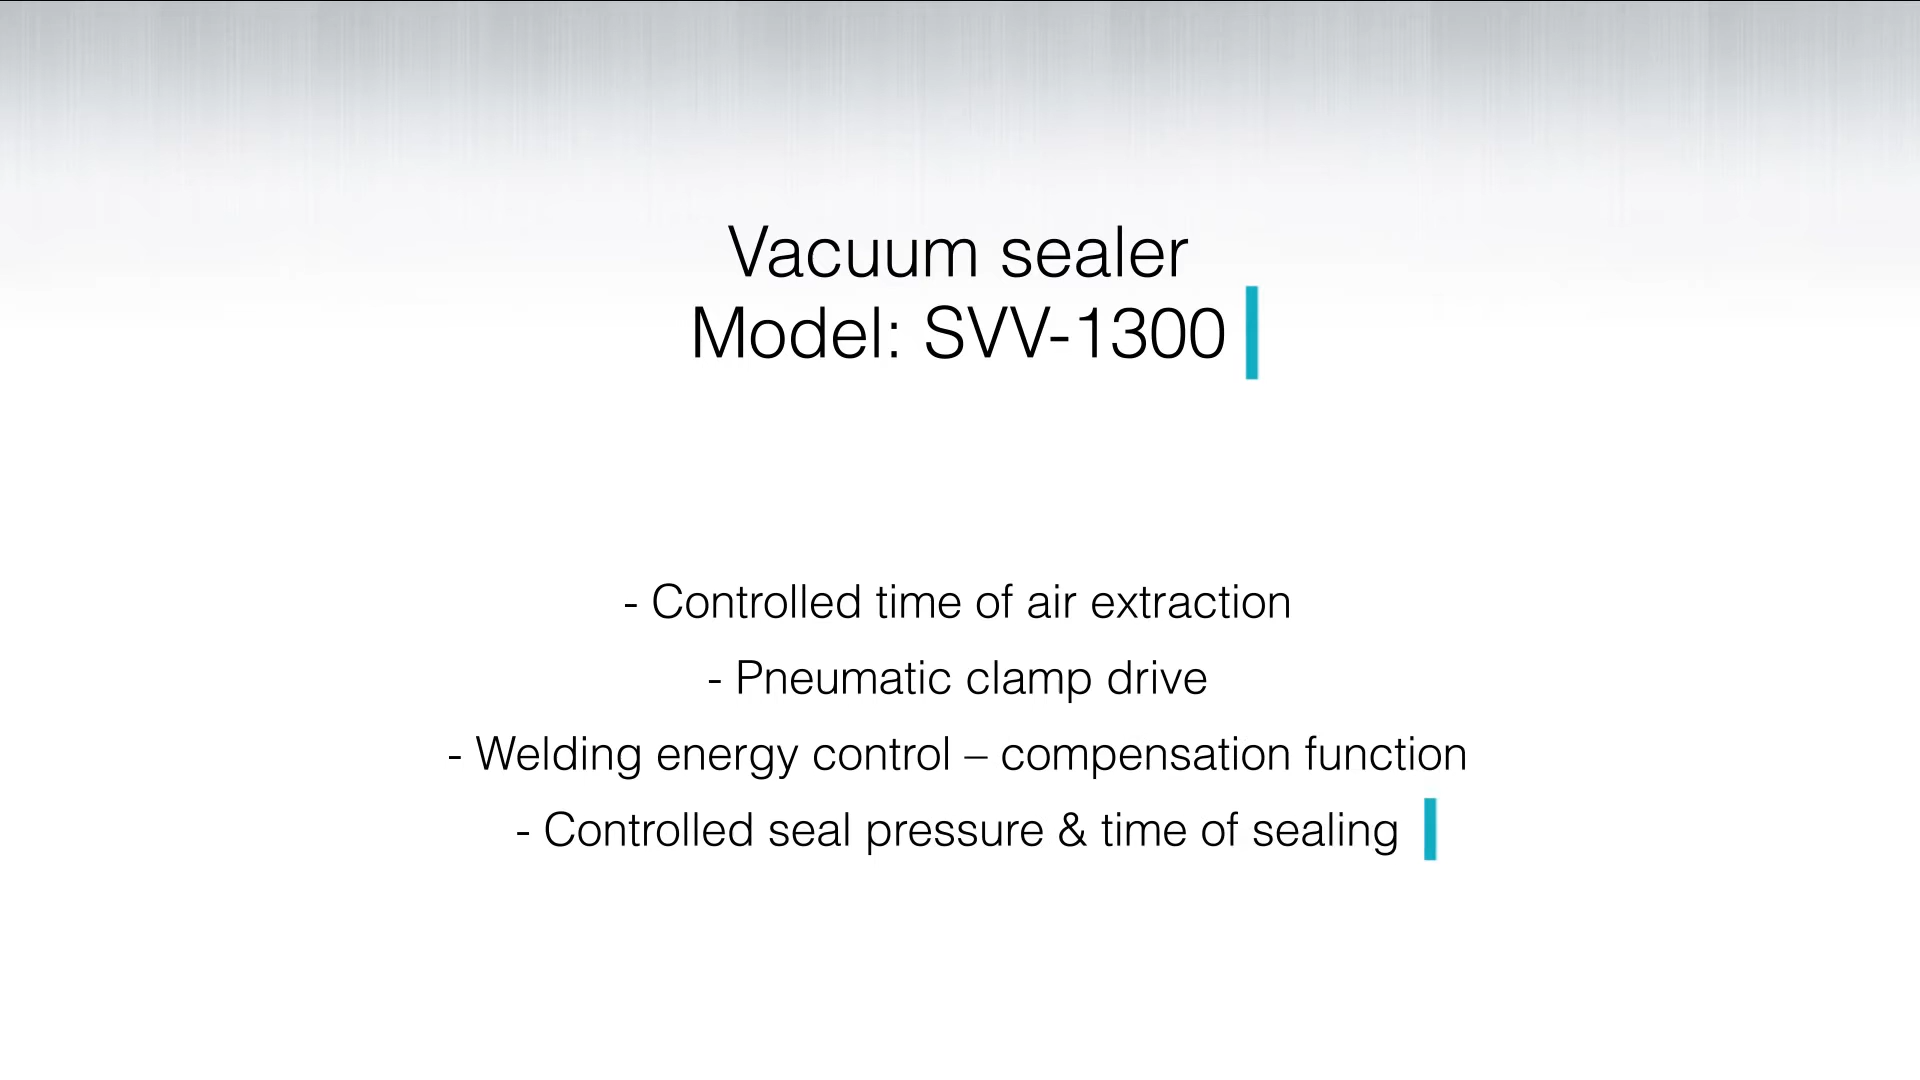 Vacuum sealer
Model: SVV-1300
- Controlled time of air extraction
- Pneumatic clamp drive
- Welding energy control – compensation function
- Controlled seal pressure & time of sealing